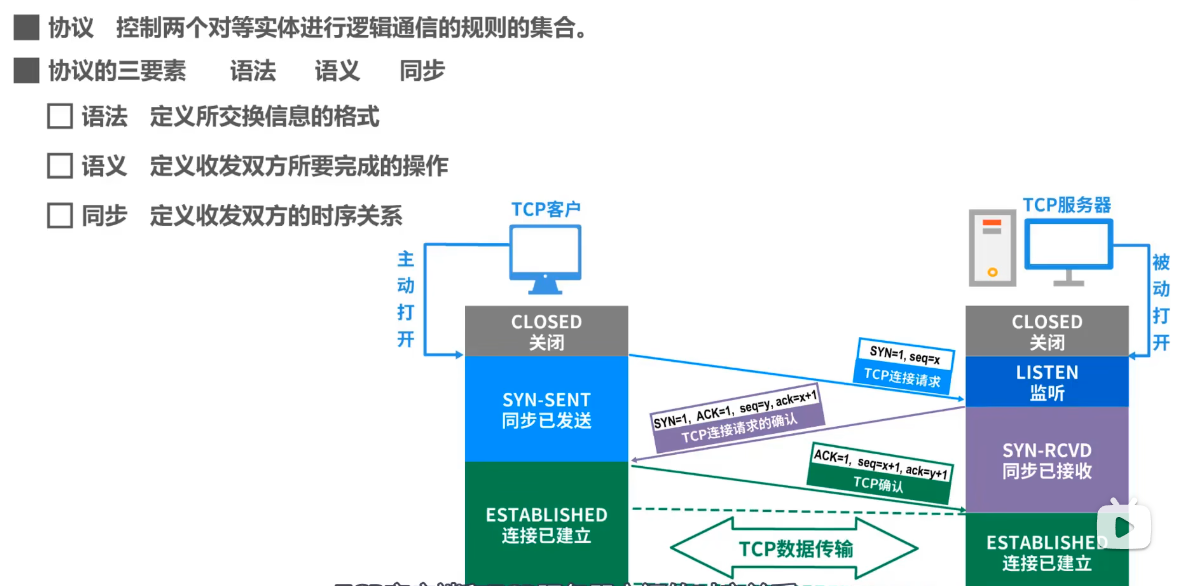 协议 控制两个对等实体进行逻辑通信的规则的集合。
协议的三要素 语法 语义 同步
语法 定义所交换信息的格式
语义 定义收发双方所要完成的操作
同步 定义收发双方的时序关系
TCP客户
TCP服务器
主动打开
被动打开
CLOSED
关闭
CLOSED
关闭
SYN=1, seq=x
TCP连接请求
LISTEN
监听
SYN-SENT
同步已发送
SYN=1, ACK=1, seq=y, ack=x+1
TCP连接请求的确认
SYN-RCVD
同步已接收
ACK=1, seq=x+1, ack=y+1
TCP确认
ESTABLISHED
连接已建立
TCP数据传输
ESTABLISHED
连接已建立